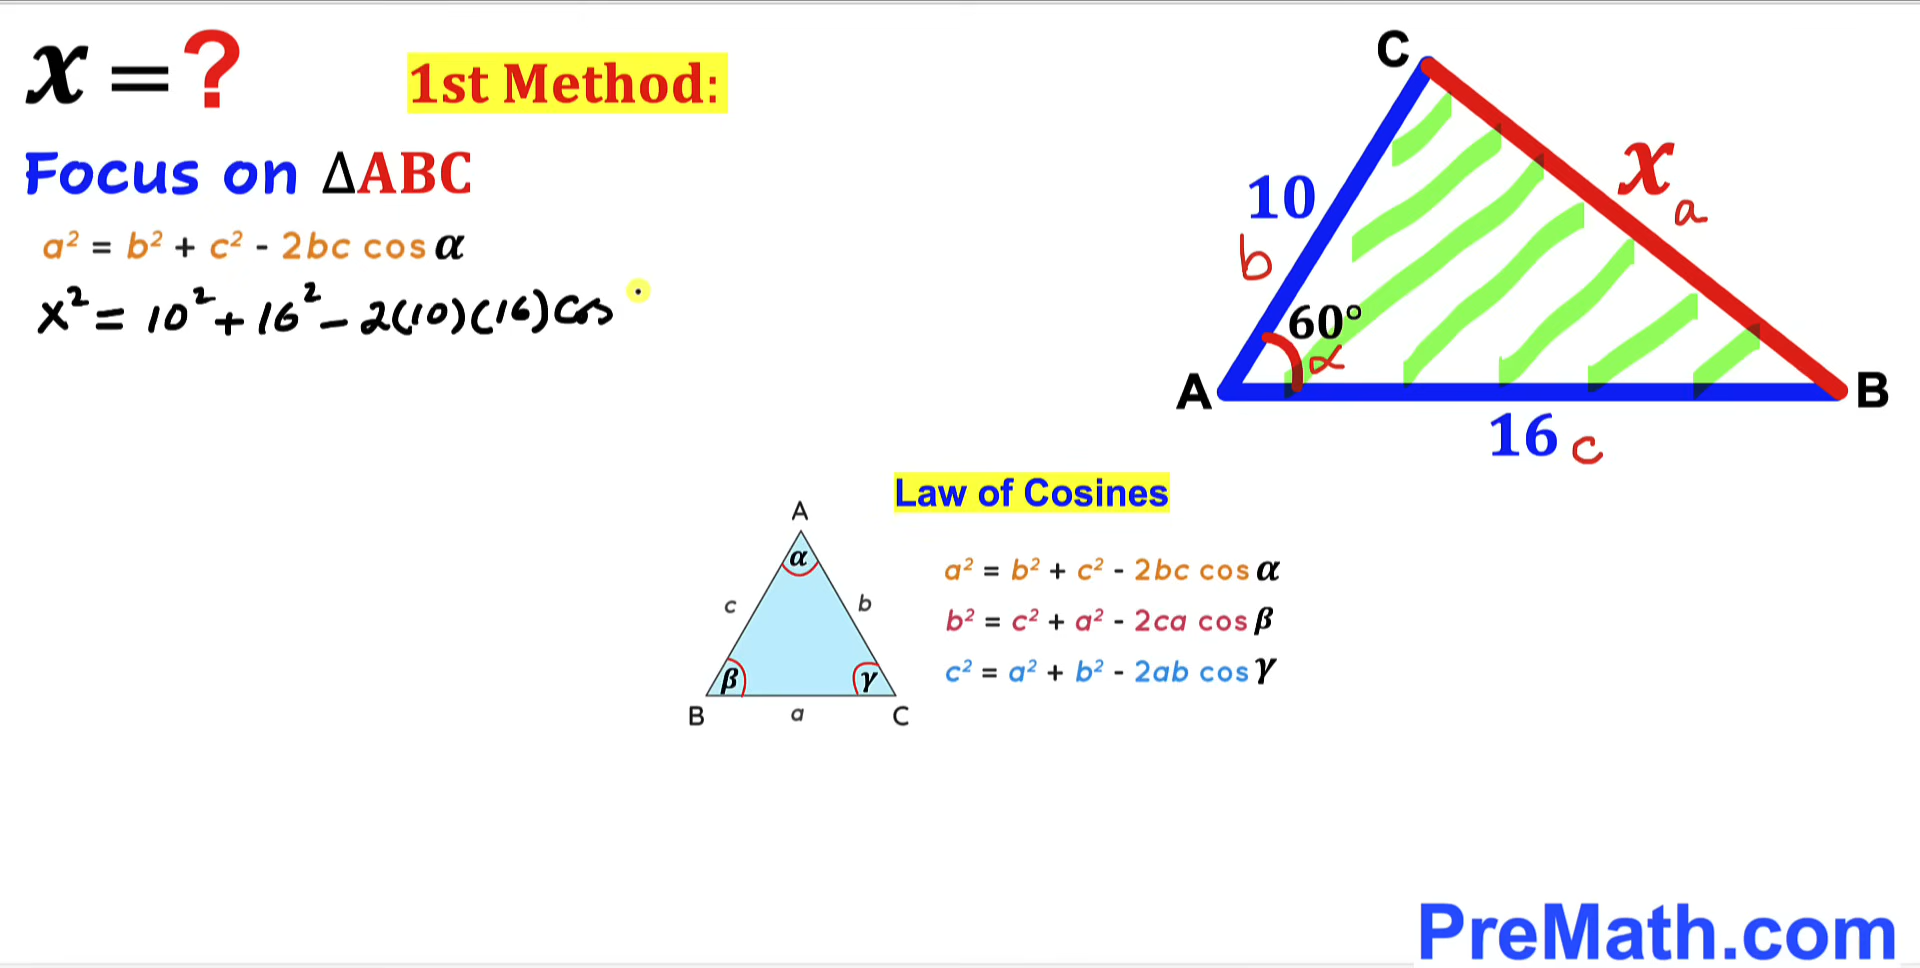 x = ?
1st Method:
Focus on ΔABC
a² = b² + c² - 2bc cos α
x² = 10² + 16² - 2(10)(16) cos
C
10
b
x
a
60°
α
A
B
16 c
Law of Cosines
A
α
c
b
β
γ
B
a
C
a² = b² + c² - 2bc cos α
b² = c² + a² - 2ca cos β
c² = a² + b² - 2ab cos γ
PreMath.com